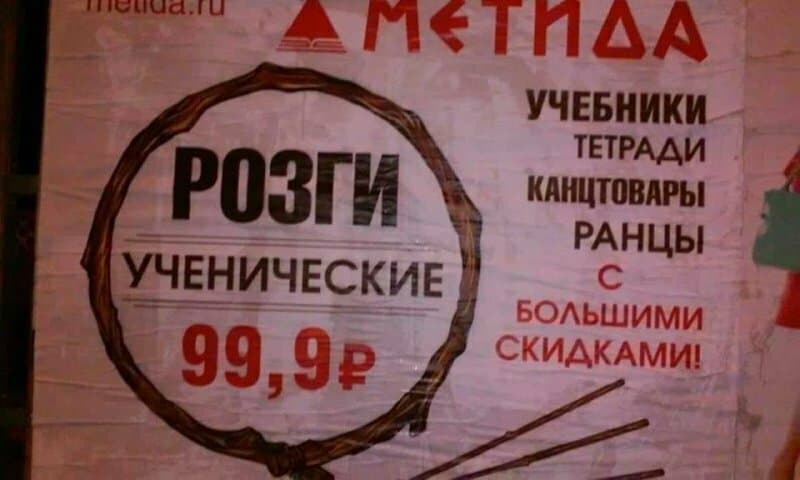 metida.ru
МЕТИДА
РОЗГИ
УЧЕНИЧЕСКИЕ
99,9₽
УЧЕБНИКИ
ТЕТРАДИ
КАНЦТОВАРЫ
РАНЦЫ
С
БОЛЬШИМИ
СКИДКАМИ!